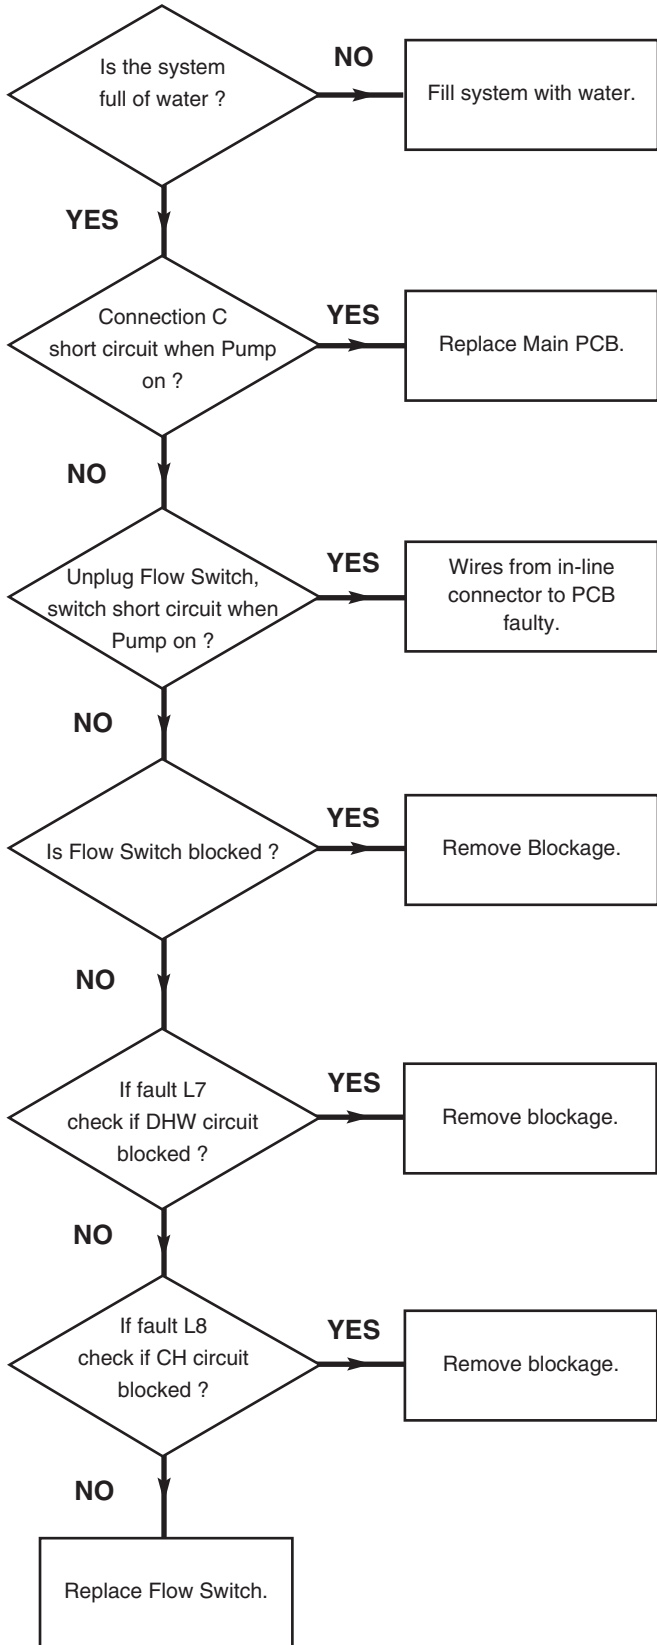 Is the system
full of water ?
NO
Fill system with water.
YES
Connection C
short circuit when Pump
on ?
YES
Replace Main PCB.
NO
Unplug Flow Switch,
switch short circuit when
Pump on ?
YES
Wires from in-line
connector to PCB
faulty.
NO
Is Flow Switch blocked ?
YES
Remove Blockage.
NO
If fault L7
check if DHW circuit
blocked ?
YES
Remove blockage.
NO
If fault L8
check if CH circuit
blocked ?
YES
Remove blockage.
NO
Replace Flow Switch.